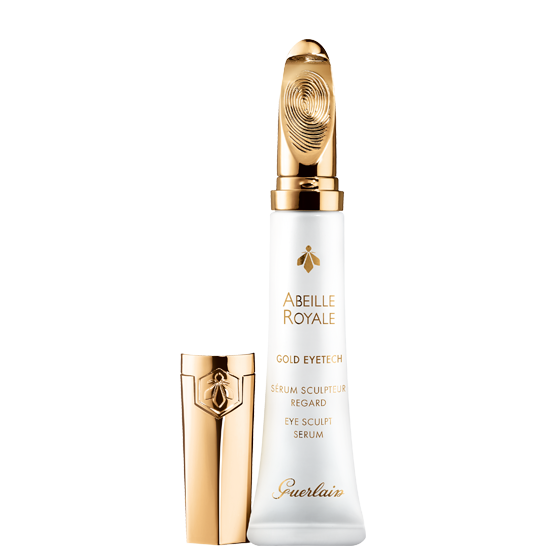 ABEILLE
ROYALE
GOLD EYETECH
SÉRUM SCULPTEUR
REGARD
EYE SCULPT
SERUM
Guerlain